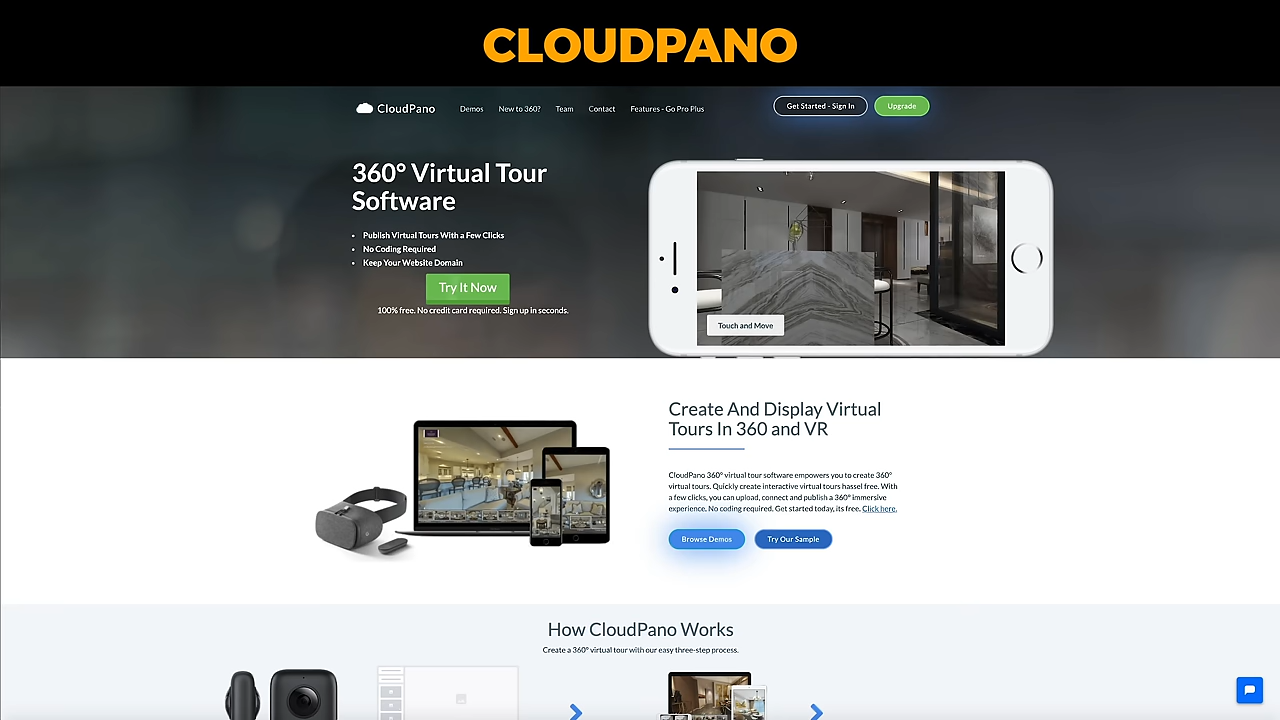 CLOUDPANO
CloudPano
Demos
New to 360?
Team
Contact
Features - Go Pro Plus
Get Started - Sign In
Upgrade
360° Virtual Tour
Software
Publish Virtual Tours With a Few Clicks
No Coding Required
Keep Your Website Domain
Try It Now
100% free. No credit card required. Sign up in seconds.
Touch and Move
Create And Display Virtual
Tours In 360 and VR
CloudPano 360° virtual tour software empowers you to create 360°
virtual tours. Quickly create interactive virtual tours hassel free. With
a few clicks, you can upload, connect and publish a 360° immersive
experience. No coding required. Get started today, its free. Click here.
Browse Demos
Try Our Sample
How CloudPano Works
Create a 360° virtual tour with our easy three-step process.